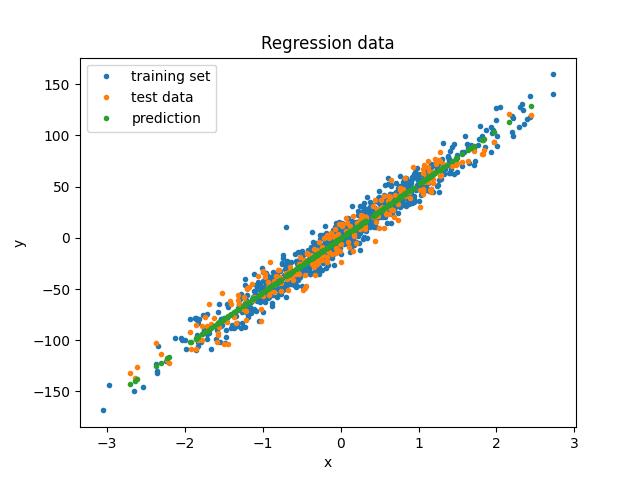 Regression data
training set
test data
prediction
150
100
50
0
−50
−100
−150
y
−3 −2 −1 0 1 2 3
x